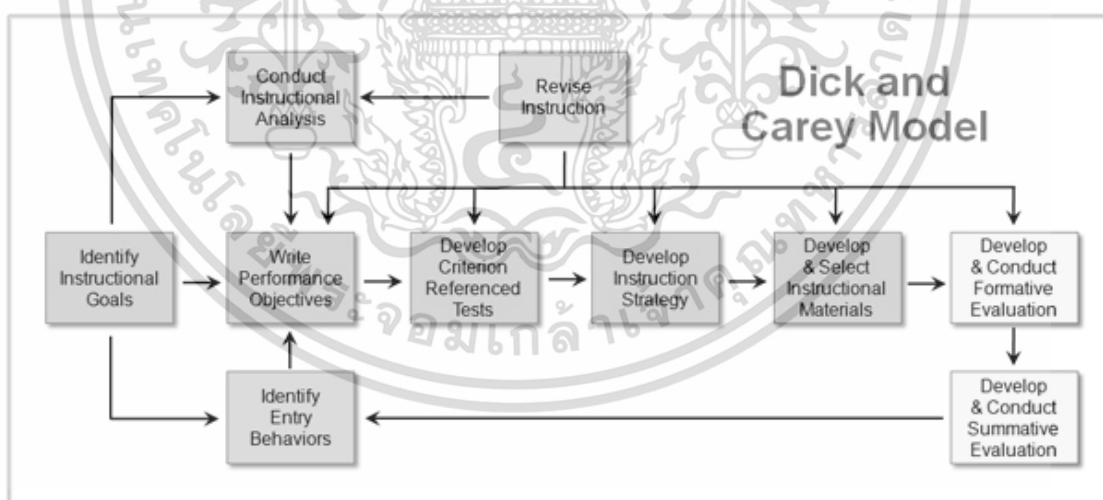 Dick and
Carey Model
Conduct
Instructional
Analysis
Revise
Instruction
Identify
Instructional
Goals
Write
Performance
Objectives
Develop
Criterion
Referenced
Tests
Develop
Instruction
Strategy
Develop
& Select
Instructional
Materials
Develop
& Conduct
Formative
Evaluation
Identify
Entry
Behaviors
Develop
& Conduct
Summative
Evaluation